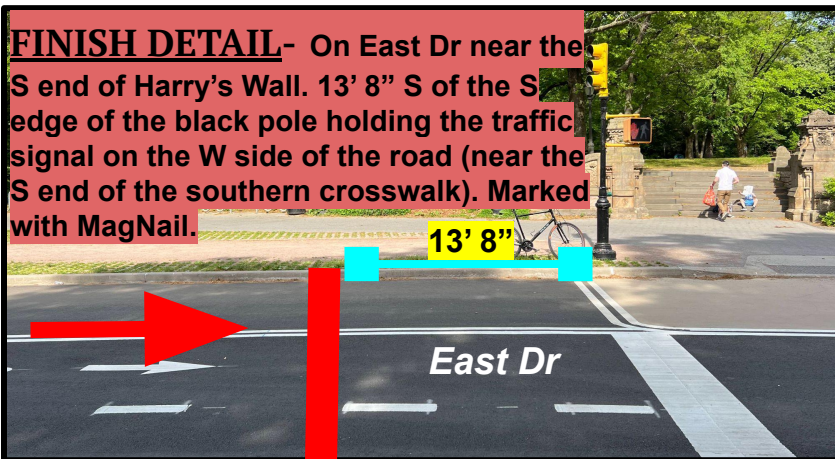 FINISH DETAIL- On East Dr near the
S end of Harry’s Wall. 13’ 8” S of the S
edge of the black pole holding the traffic
signal on the W side of the road (near the
S end of the southern crosswalk). Marked
with MagNail.
13’ 8”
East Dr